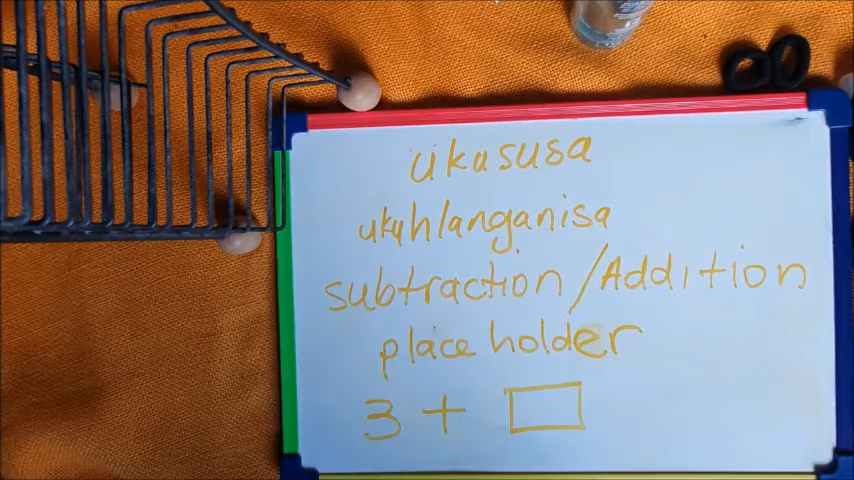 ukususa
ukuhlanganisa
subtraction/Addition
place holder
3 + □